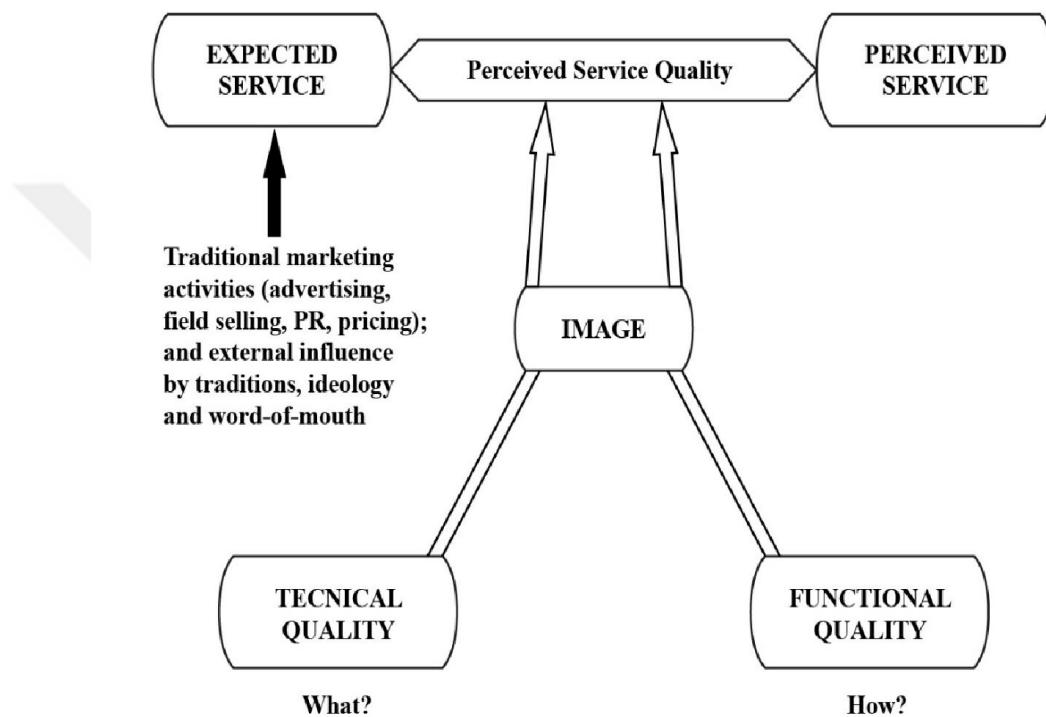 EXPECTED
SERVICE
Perceived Service Quality
PERCEIVED
SERVICE
Traditional marketing
activities (advertising,
field selling, PR, pricing);
and external influence
by traditions, ideology
and word-of-mouth
IMAGE
TECNICAL
QUALITY
FUNCTIONAL
QUALITY
What?
How?